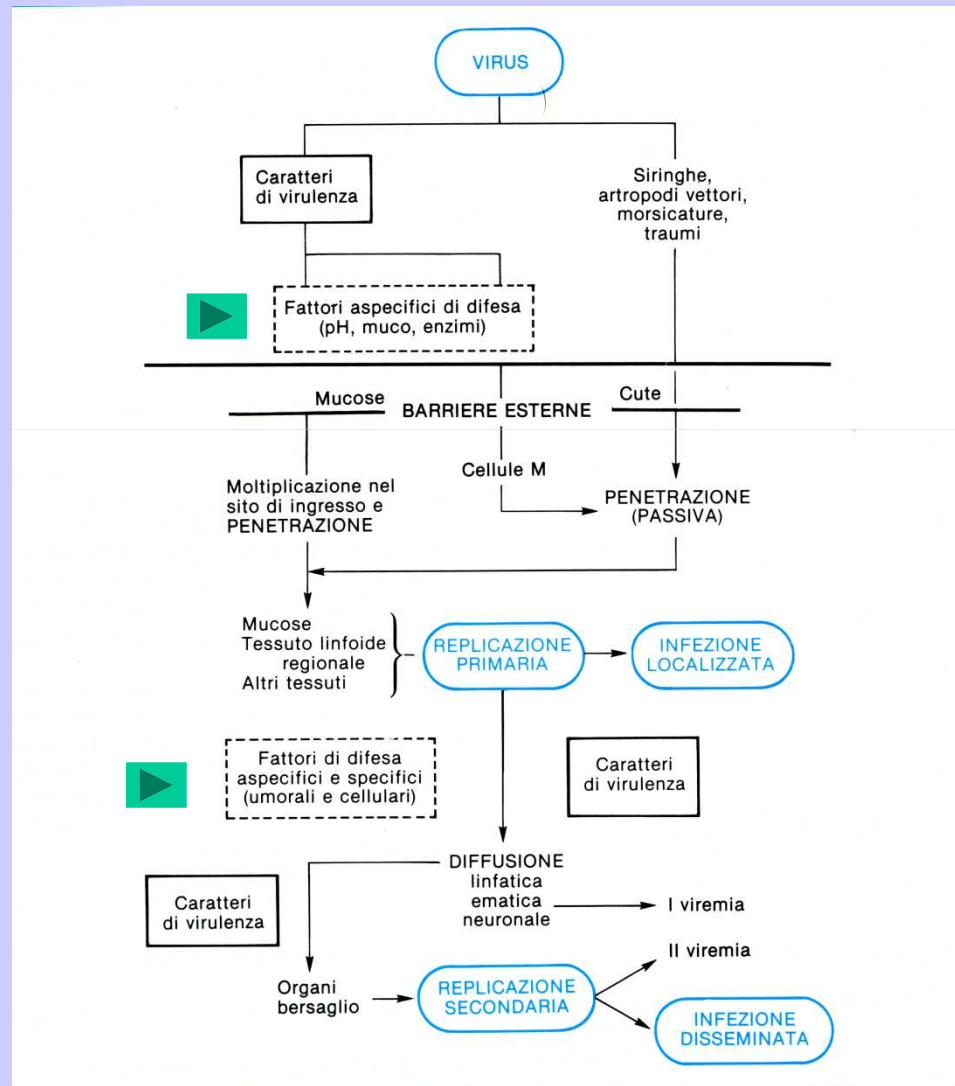 VIRUS
Caratteri
di virulenza
Siringhe,
artropodi vettori,
morsicature,
traumi
Fattori aspecifici di difesa
(pH, muco, enzimi)
Mucose
BARRIERE ESTERNE
Cute
Cellule M
Moltiplicazione nel
sito di ingresso e
PENETRAZIONE
PENETRAZIONE
(PASSIVA)
Mucose
Tessuto linfoide
regionale
Altri tessuti
REPLICAZIONE
PRIMARIA
INFEZIONE
LOCALIZZATA
Fattori di difesa
aspecifici e specifici
(umorali e cellulari)
Caratteri
di virulenza
DIFFUSIONE
linfatica
ematica
neuronale
I viremia
Caratteri
di virulenza
II viremia
Organi
bersaglio
REPLICAZIONE
SECONDARIA
INFEZIONE
DISSEMINATA